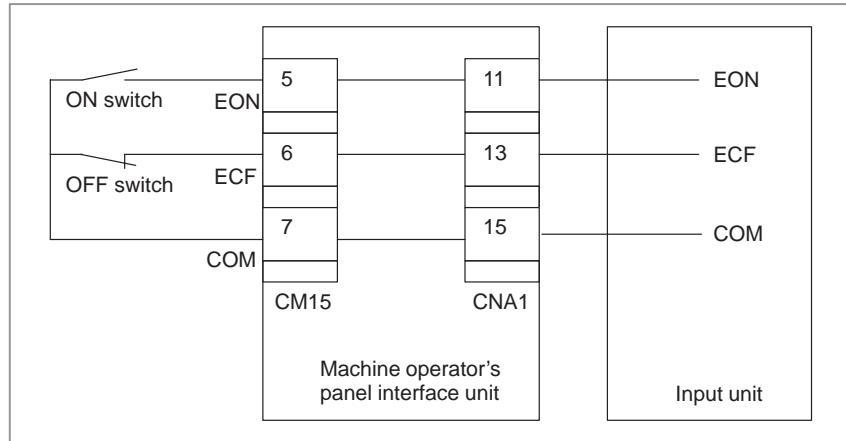 5
11
EON
ON switch
EON
6
13
ECF
OFF switch
ECF
7
15
COM
COM
CM15
CNA1
Machine operator's
panel interface unit
Input unit